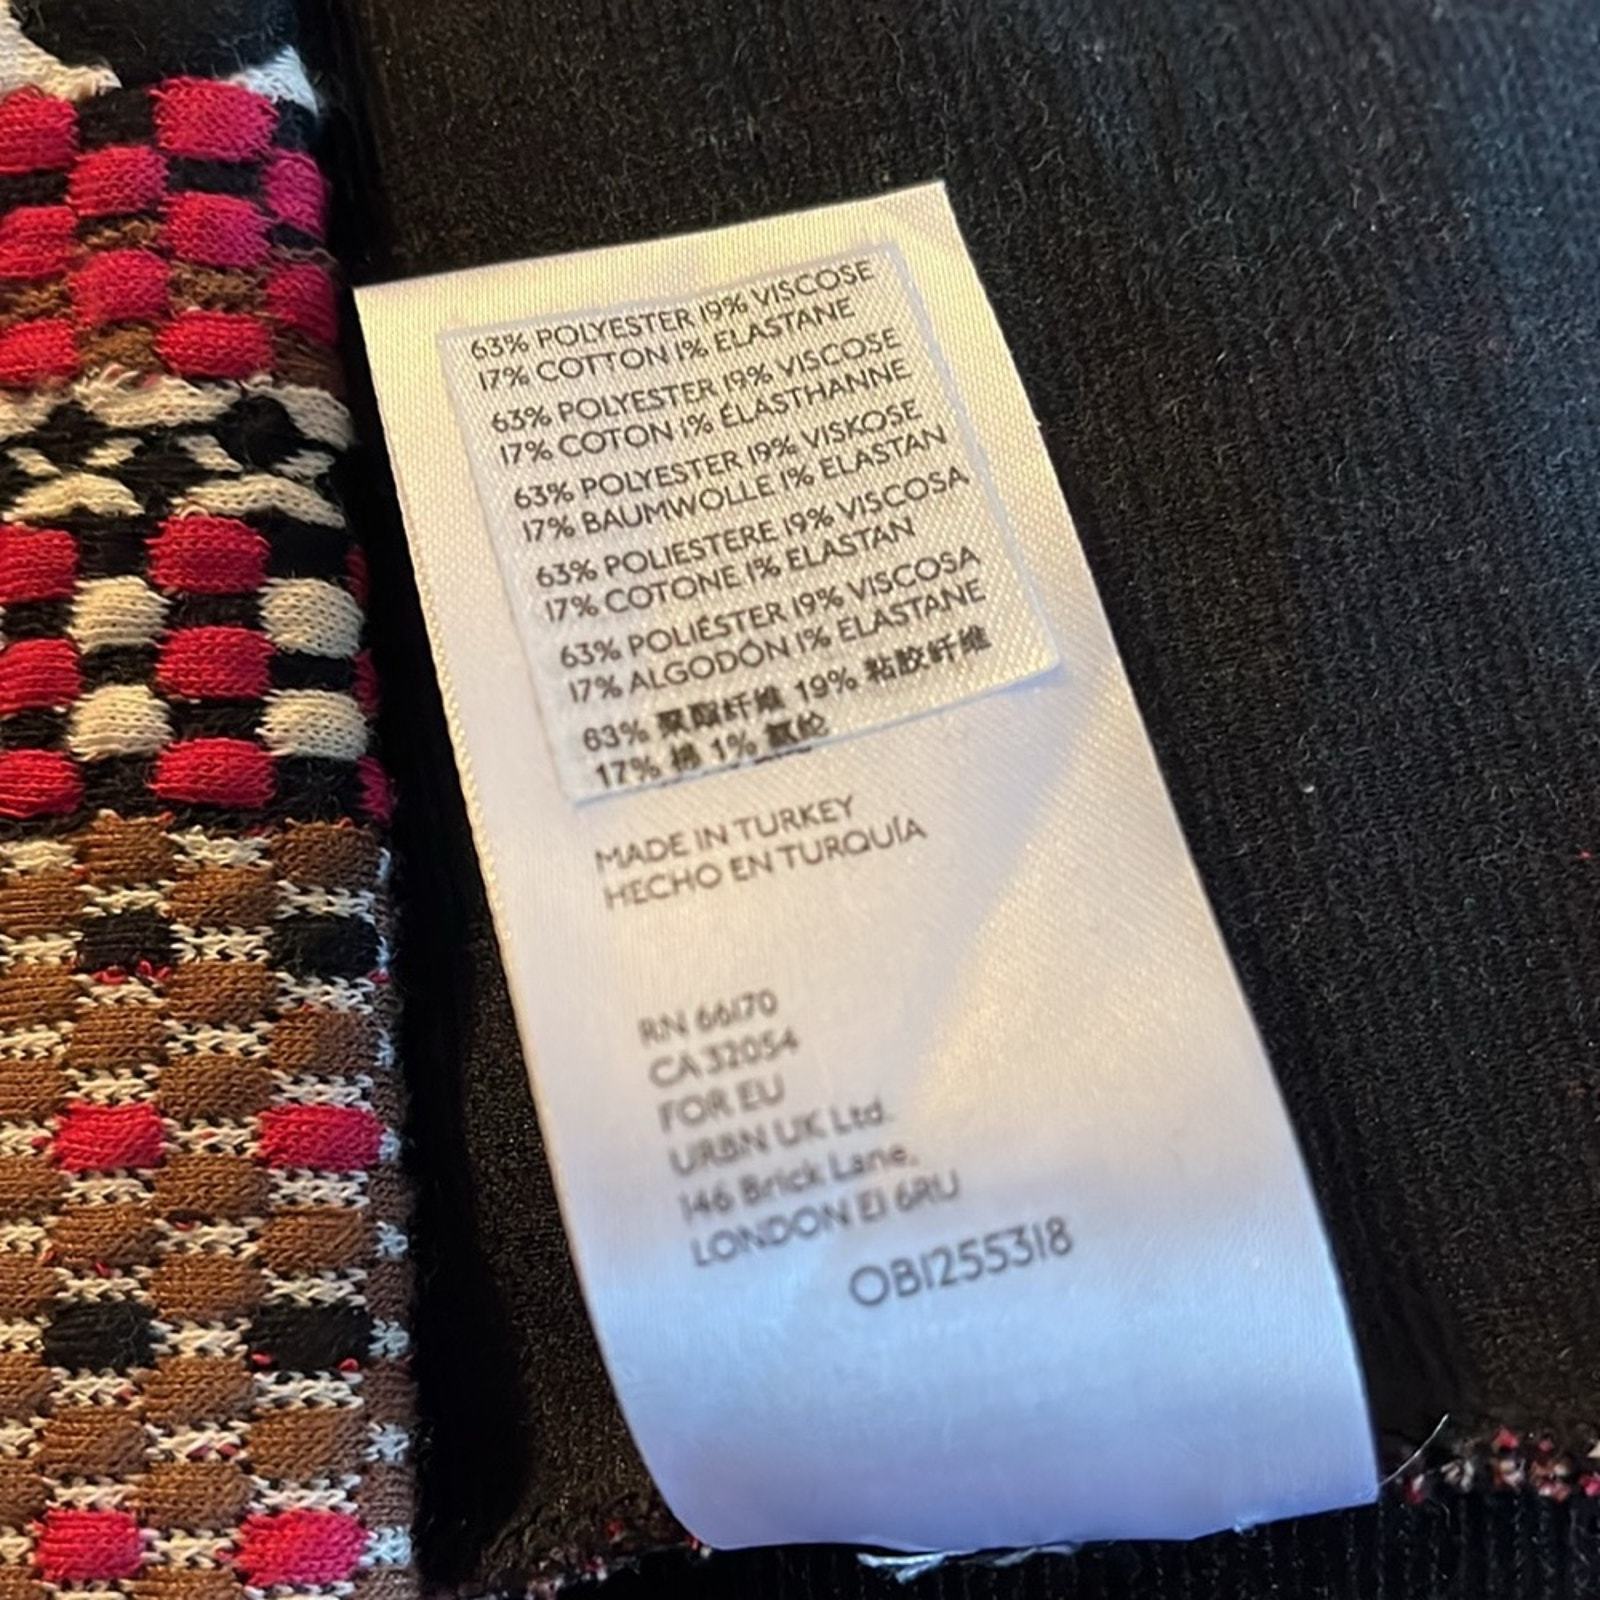 63% POLYESTER 19% VISCOSE
17% COTTON 1% ELASTANE
63% POLYESTER 19% VISCOSE
17% COTON 1% ÉLASTHANNE
63% POLYESTER 19% VISKOSE
17% BAUMWOLLE 1% ELASTAN
63% POLIESTERE 19% VISCOSA
17% COTONE 1% ELASTAN
63% POLIÉSTER 19% VISCOSA
17% ALGODÓN 1% ELASTANE
63% 聚酯纤维 19% 粘胶纤维
17% 棉 1% 氨纶
MADE IN TURKEY
HECHO EN TURQUÍA
RN 66170
CA 32054
FOR EU
URBN UK Ltd.
146 Brick Lane,
LONDON E1 6RU
OB1255318